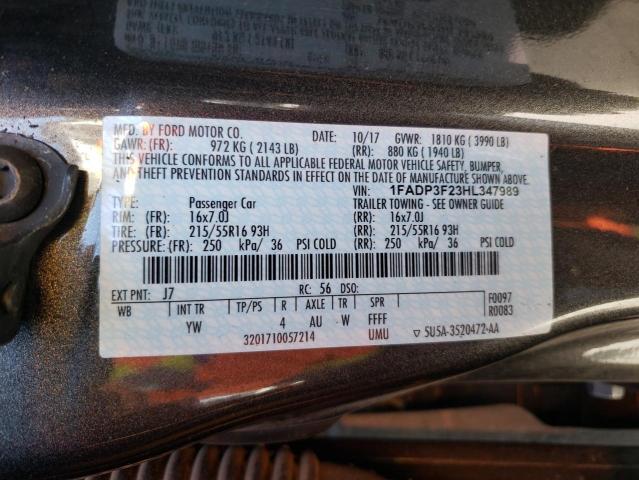 MFD. BY FORD MOTOR CO. DATE: 10/17 GVWR: 1810 KG ( 3990 LB)
GAWR: (FR): 972 KG ( 2143 LB) (RR): 880 KG ( 1940 LB)
THIS VEHICLE CONFORMS TO ALL APPLICABLE FEDERAL MOTOR VEHICLE SAFETY, BUMPER,
AND THEFT PREVENTION STANDARDS IN EFFECT ON THE DATE OF MANUFACTURE SHOWN ABOVE.
VIN: 1FADP3F23HL347989
TYPE: Passenger Car TRAILER TOWING - SEE OWNER GUIDE
RIM: (FR): 16x7.0J (RR): 16x7.0J
TIRE: (FR): 215/55R16 93H (RR): 215/55R16 93H
PRESSURE: (FR): 250 kPa/ 36 PSI COLD (RR): 250 kPa/ 36 PSI COLD
EXT PNT: J7 RC: 56 DSO: F0097
WB INT TR TP/PS R AXLE TR SPR R0083
YW 4 AU W FFFF
3201710057214 UMU ▽ SU5A-3520472-AA